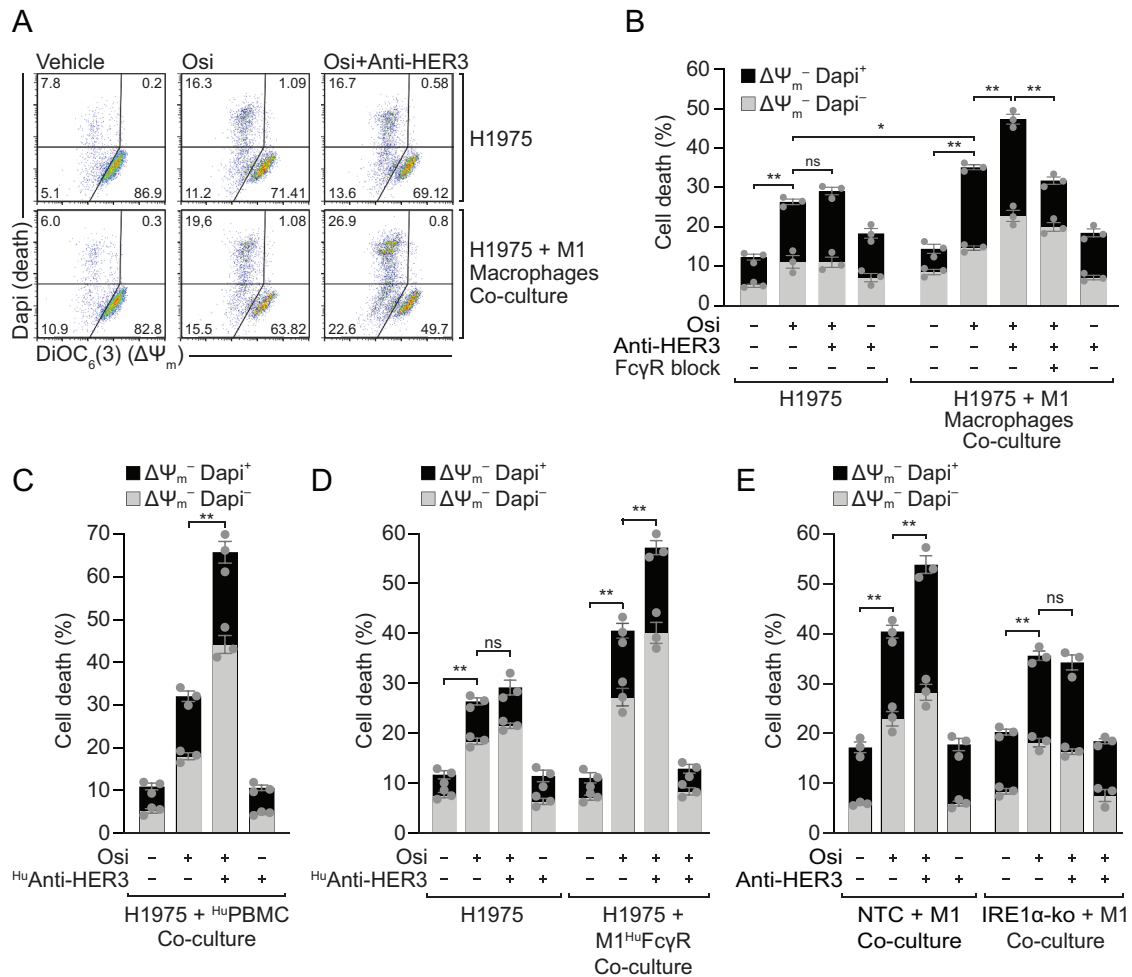 A
Vehicle
Osi
Osi+Anti-HER3
7.8 0.2
16.3 1.09
16.7 0.58
5.1 86.9
11.2 71.41
13.6 69.12
H1975
6.0 0.3
19,6 1.08
26.9 0.8
10.9 82.8
15.5 63.82
22.6 49.7
H1975 + M1
Macrophages
Co-culture
Dapi (death)
DiOC₆(3) (ΔΨₘ)
B
ΔΨₘ⁻ Dapi⁺
ΔΨₘ⁻ Dapi⁻
Cell death (%)
60
50
40
30
20
10
0
** ns * ** ** **
Osi − + + − − + + + −
Anti-HER3 − − + + − − + + +
FcγR block − − − − − − − + −
H1975
H1975 + M1
Macrophages
Co-culture
C
ΔΨₘ⁻ Dapi⁺
ΔΨₘ⁻ Dapi⁻
Cell death (%)
70
60
50
40
30
20
10
0
**
Osi − + + −
ᴴᵘAnti-HER3 − − + +
H1975 + ᴴᵘPBMC
Co-culture
D
ΔΨₘ⁻ Dapi⁺
ΔΨₘ⁻ Dapi⁻
Cell death (%)
60
50
40
30
20
10
0
** ns ** **
Osi − + + − − + + +
ᴴᵘAnti-HER3 − − + + − − + +
H1975
H1975 +
M1ᴴᵘFcγR
Co-culture
E
ΔΨₘ⁻ Dapi⁺
ΔΨₘ⁻ Dapi⁻
Cell death (%)
60
50
40
30
20
10
0
** ** ** ns
Osi − + + − − + + +
Anti-HER3 − − + + − − + +
NTC + M1
Co-culture
IRE1α-ko + M1
Co-culture